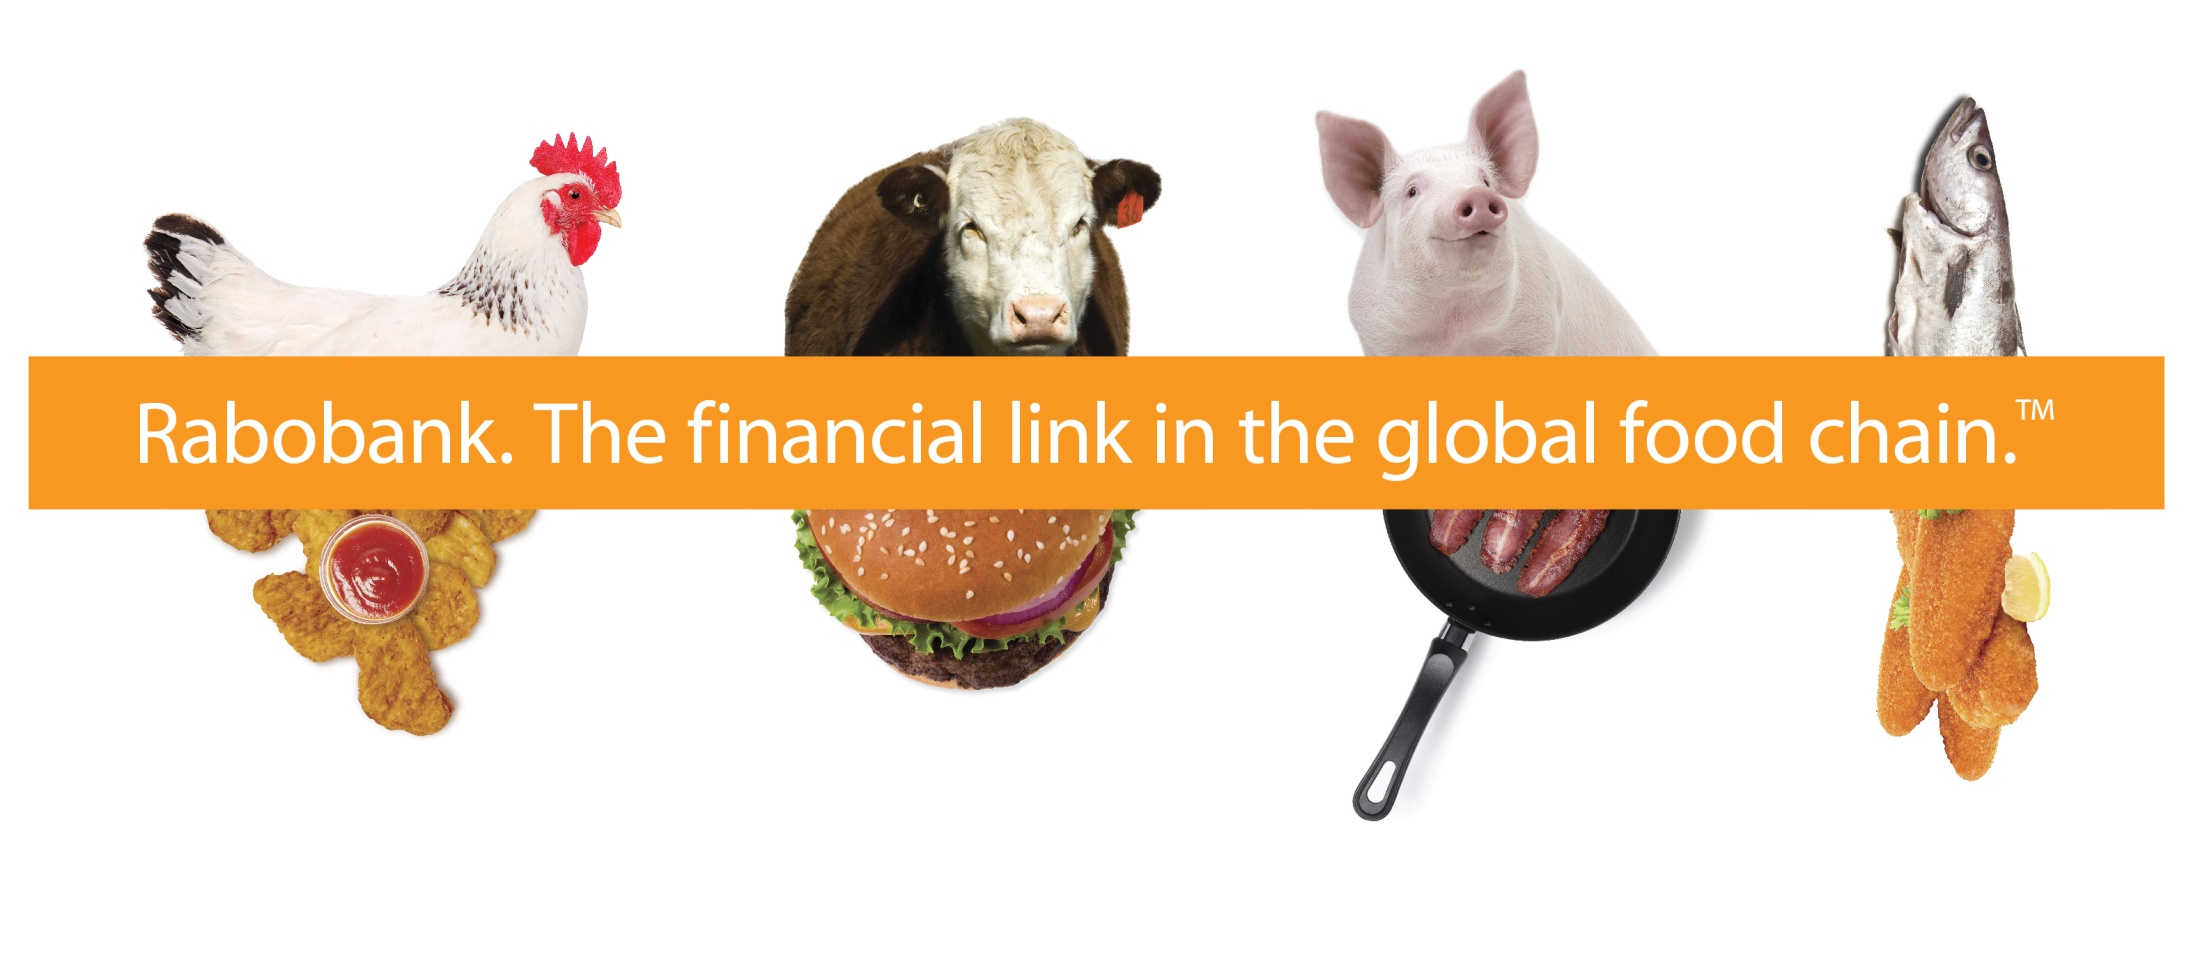 Rabobank. The financial link in the global food chain.™